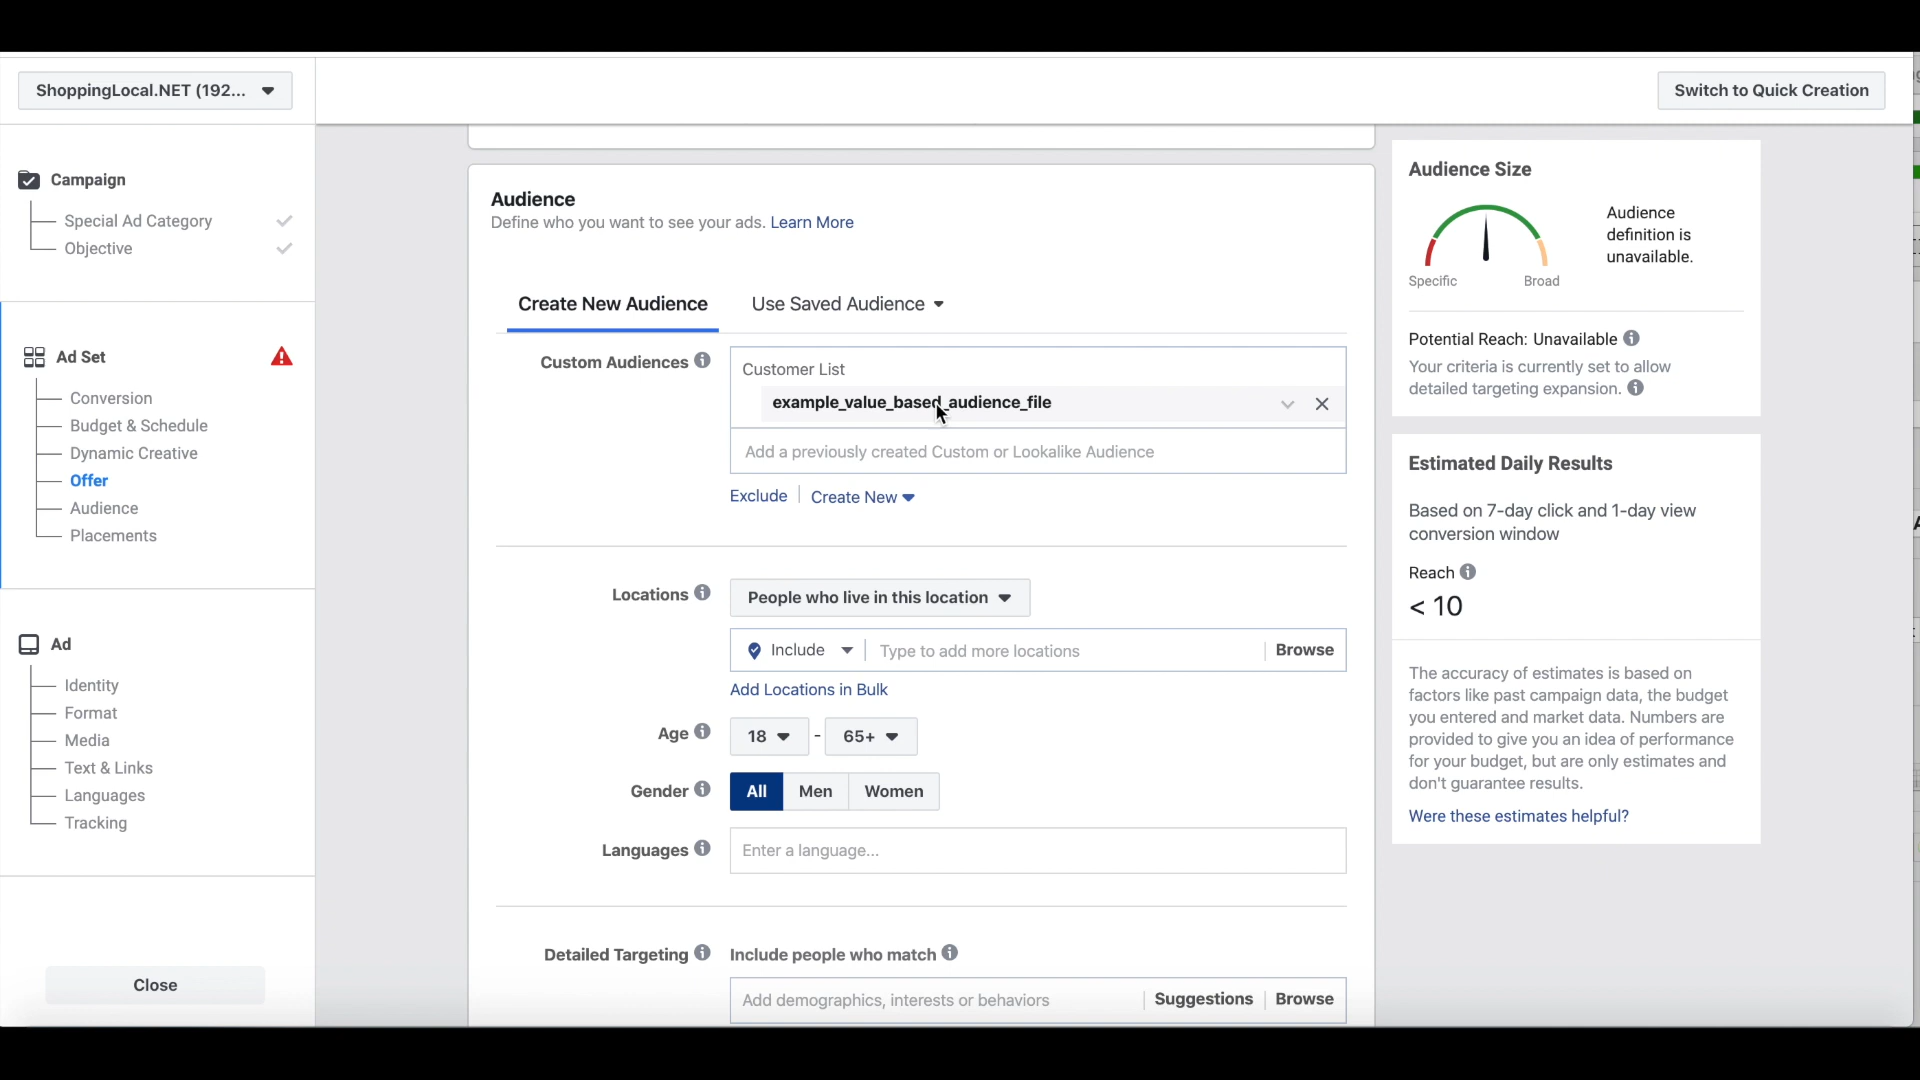 ShoppingLocal.NET (192...
Switch to Quick Creation
Campaign
Special Ad Category
Objective
Ad Set
Conversion
Budget & Schedule
Dynamic Creative
Offer
Audience
Placements
Ad
Identity
Format
Media
Text & Links
Languages
Tracking
Close
Audience
Define who you want to see your ads. Learn More
Create New Audience
Use Saved Audience
Custom Audiences
Customer List
example_value_based_audience_file
Add a previously created Custom or Lookalike Audience
Exclude
Create New
Locations
People who live in this location
Include
Type to add more locations
Browse
Add Locations in Bulk
Age
18 - 65+
Gender
All
Men
Women
Languages
Enter a language...
Detailed Targeting
Include people who match
Add demographics, interests or behaviors
Suggestions
Browse
Audience Size
Audience
definition is
unavailable.
Specific
Broad
Potential Reach: Unavailable
Your criteria is currently set to allow
detailed targeting expansion.
Estimated Daily Results
Based on 7-day click and 1-day view
conversion window
Reach
< 10
The accuracy of estimates is based on
factors like past campaign data, the budget
you entered and market data. Numbers are
provided to give you an idea of performance
for your budget, but are only estimates and
don't guarantee results.
Were these estimates helpful?